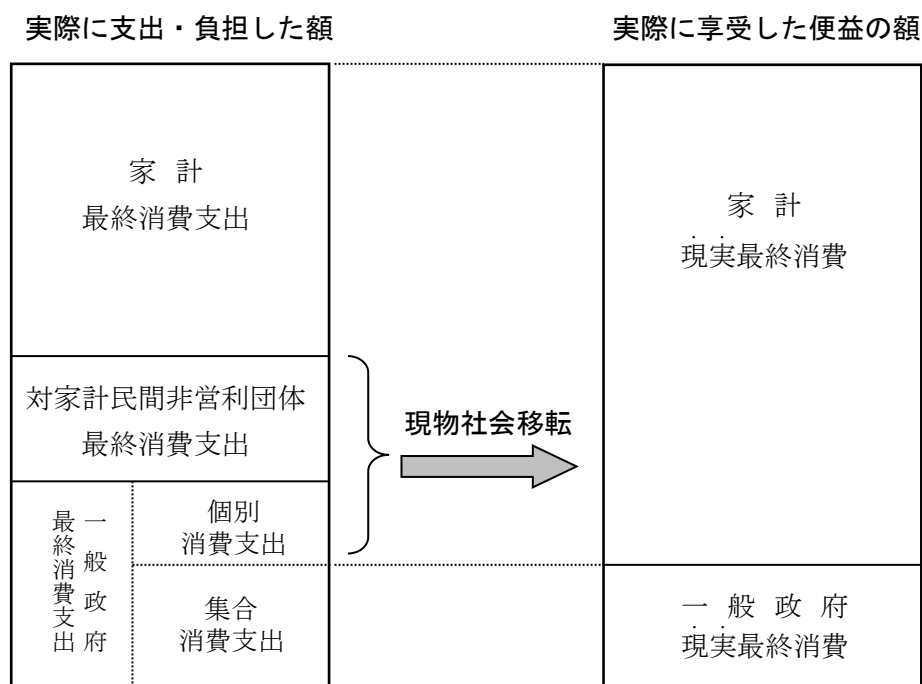 実際に支出・負担した額
実際に享受した便益の額
家 計
最終消費支出
対家計民間非営利団体
最終消費支出
一般政府
最終消費支出
個別
消費支出
集合
消費支出
現物社会移転
家 計
現実最終消費
一 般 政 府
現実最終消費